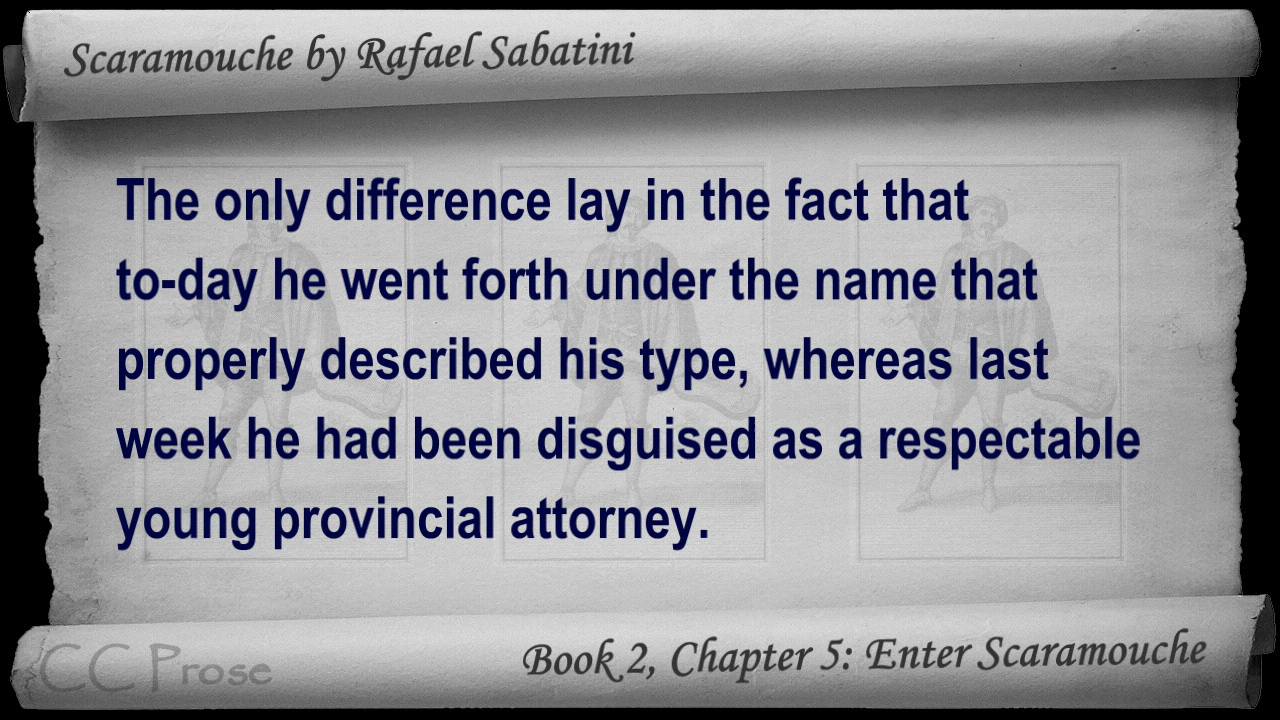 Scaramouche by Rafael Sabatini
The only difference lay in the fact that
to-day he went forth under the name that
properly described his type, whereas last
week he had been disguised as a respectable
young provincial attorney.
CC Prose
Book 2, Chapter 5: Enter Scaramouche